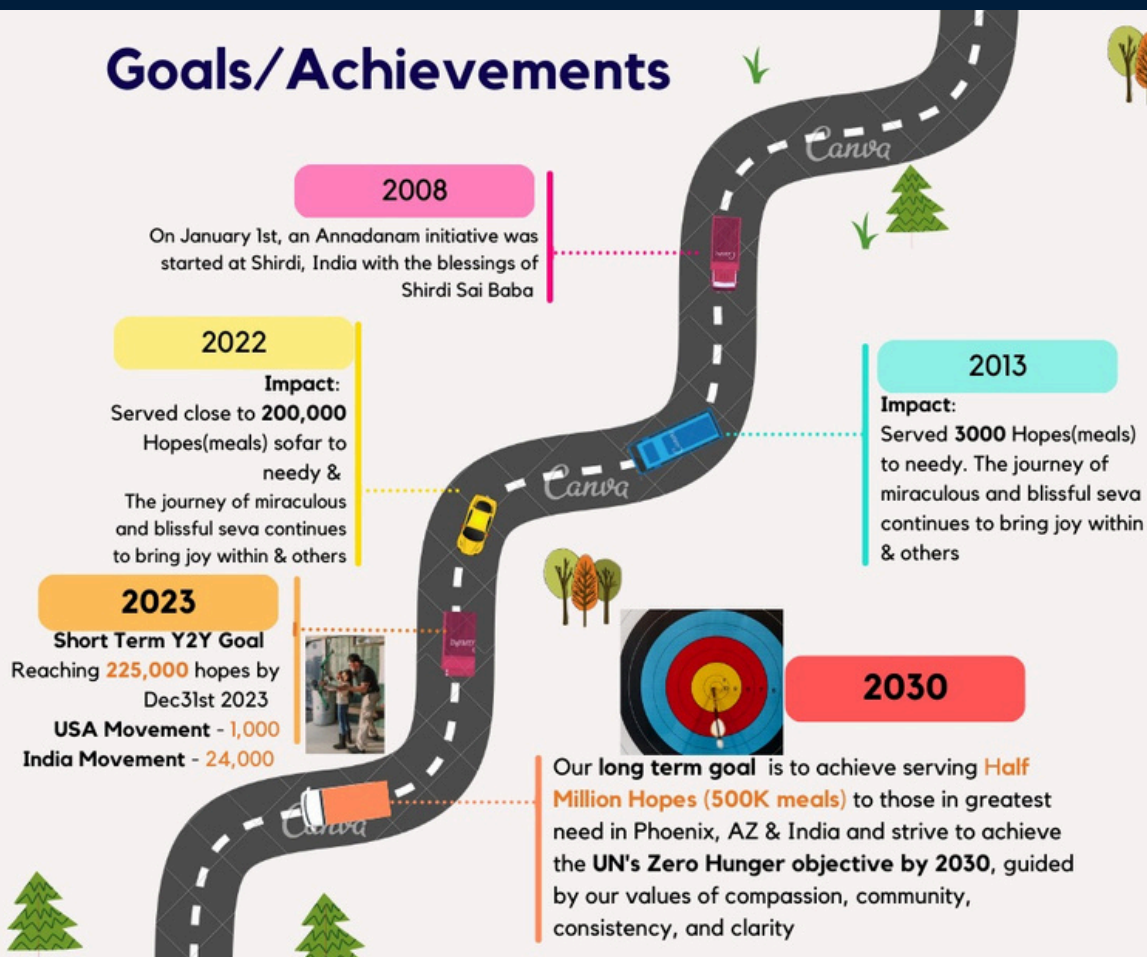 Goals/Achievements
2008
On January 1st, an Annadanam initiative was
started at Shirdi, India with the blessings of
Shirdi Sai Baba
2013
Impact:
Served 3000 Hopes(meals)
to needy. The journey of
miraculous and blissful seva
continues to bring joy within
& others
2022
Impact:
Served close to 200,000
Hopes(meals) sofar to
needy &
The journey of miraculous
and blissful seva continues
to bring joy within & others
2023
Short Term Y2Y Goal
Reaching 225,000 hopes by
Dec31st 2023
USA Movement - 1,000
India Movement - 24,000
2030
Our long term goal is to achieve serving Half
Million Hopes (500K meals) to those in greatest
need in Phoenix, AZ & India and strive to achieve
the UN's Zero Hunger objective by 2030, guided
by our values of compassion, community,
consistency, and clarity
Canva
Canva
Canva